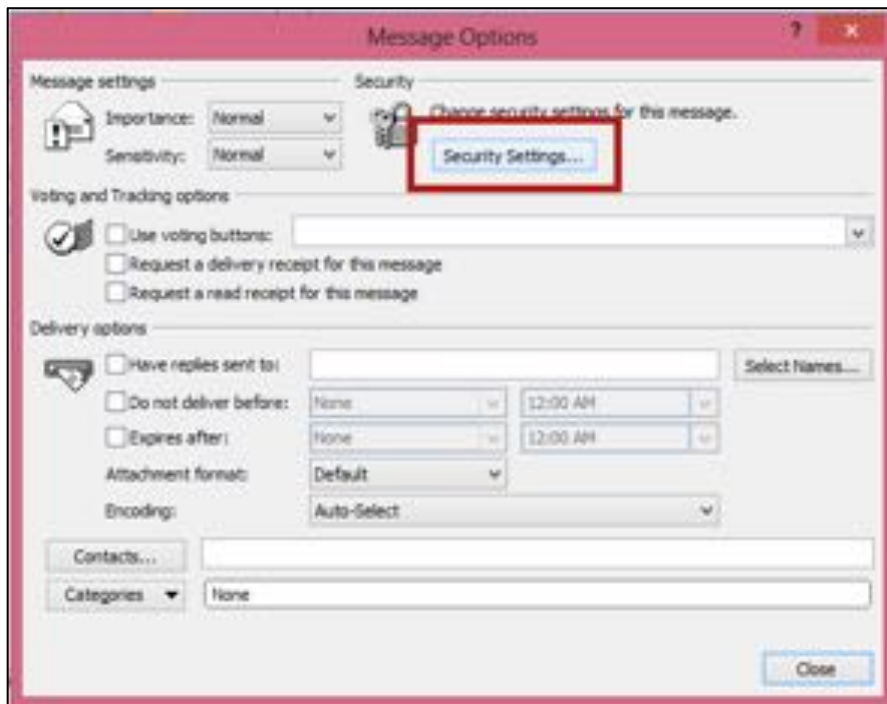 Message Options
? x
Message settings
Security
Importance: Normal
Change security settings for this message.
Sensitivity: Normal
Security Settings...
Voting and Tracking options
Use voting buttons:
Request a delivery receipt for this message
Request a read receipt for this message
Delivery options
Have replies sent to:
Select Names...
Do not deliver before: None 12:00 AM
Expires after: None 12:00 AM
Attachment format: Default
Encoding: Auto-Select
Contacts...
Categories None
Close